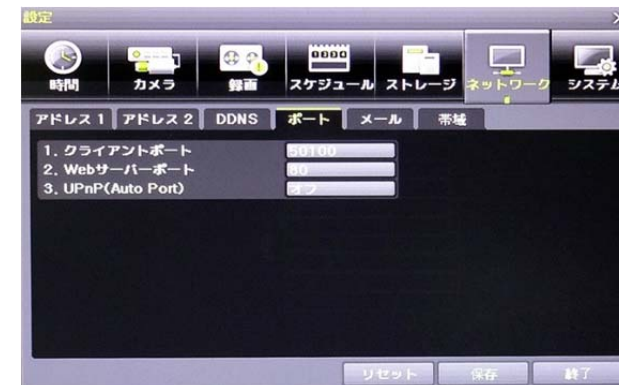 設定
時間 カメラ 録画 スケジュール ストレージ ネットワーク システム
アドレス 1 アドレス 2 DDNS ポート メール 帯域
1. クライアントポート 50100
2. Webサーバーポート 80
3. UPnP(Auto Port) オフ
リセット 保存 終了